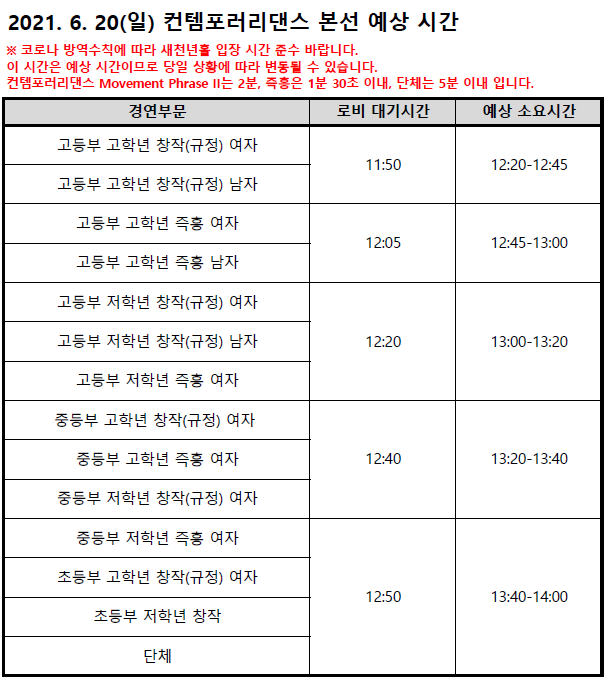 2021. 6. 20(일) 컨템포러리댄스 본선 예상 시간
※ 코로나 방역수칙에 따라 새천년홀 입장 시간 준수 바랍니다.
이 시간은 예상 시간이므로 당일 상황에 따라 변동될 수 있습니다.
컨템포러리댄스 Movement Phrase II는 2분, 즉흥은 1분 30초 이내, 단체는 5분 이내 입니다.
경연부문 로비 대기시간 예상 소요시간
고등부 고학년 창작(규정) 여자
고등부 고학년 창작(규정) 남자
11:50 12:20-12:45
고등부 고학년 즉흥 여자
고등부 고학년 즉흥 남자
12:05 12:45-13:00
고등부 저학년 창작(규정) 여자
고등부 저학년 창작(규정) 남자
12:20 13:00-13:20
고등부 저학년 즉흥 여자
중등부 고학년 창작(규정) 여자
중등부 고학년 즉흥 여자
12:40 13:20-13:40
중등부 저학년 창작(규정) 여자
중등부 저학년 즉흥 여자
초등부 고학년 창작(규정) 여자
12:50 13:40-14:00
초등부 저학년 창작
단체